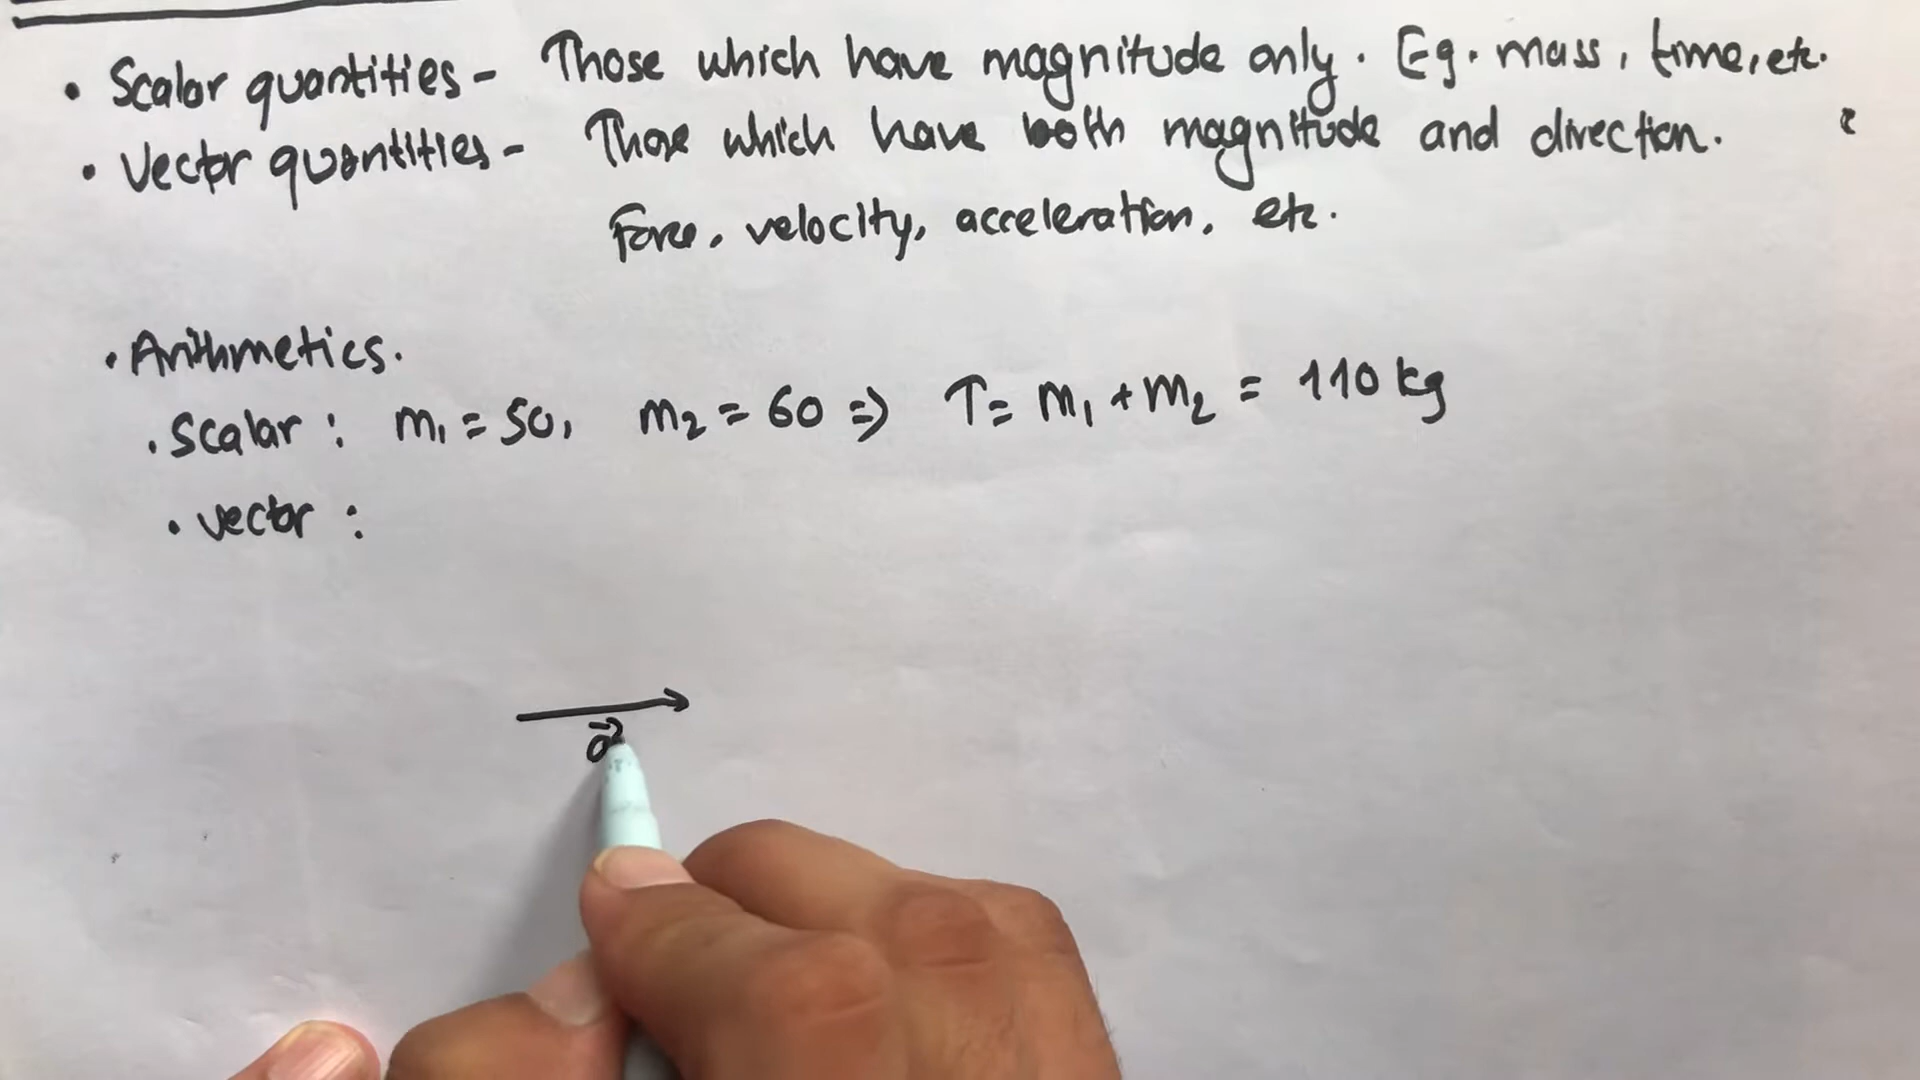 • Scalar quantities - Those which have magnitude only. Eg. mass, time, etc.
• Vector quantities - Those which have both magnitude and direction.
Force, velocity, acceleration, etc.
• Arithmetics.
• Scalar : m₁ = 50, m₂ = 60 => T = m₁ + m₂ = 110 kg
• vector :
a⃗